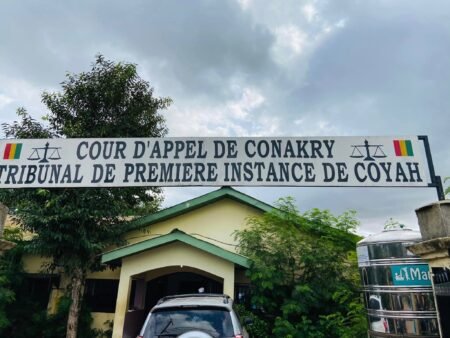 COUR D'APPEL DE CONAKRY
TRIBUNAL DE PREMIERE INSTANCE DE COYAH